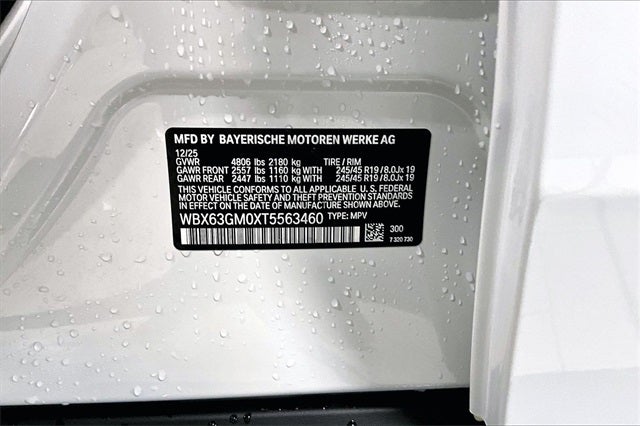 MFD BY BAYERISCHE MOTOREN WERKE AG
12/25
GVWR 4806 lbs 2180 kg TIRE / RIM
GAWR FRONT 2557 lbs 1160 kg WITH 245/45 R19 / 8.0Jx 19
GAWR REAR 2447 lbs 1110 kg WITH 245/45 R19 / 8.0Jx 19
THIS VEHICLE CONFORMS TO ALL APPLICABLE U. S. FEDERAL
MOTOR VEHICLE SAFETY AND THEFT PREVENTION STANDARDS
IN EFFECT ON THE DATE OF MANUFACTURE SHOWN ABOVE.
WBX63GM0XT5563460 TYPE: MPV
300
7 320 730